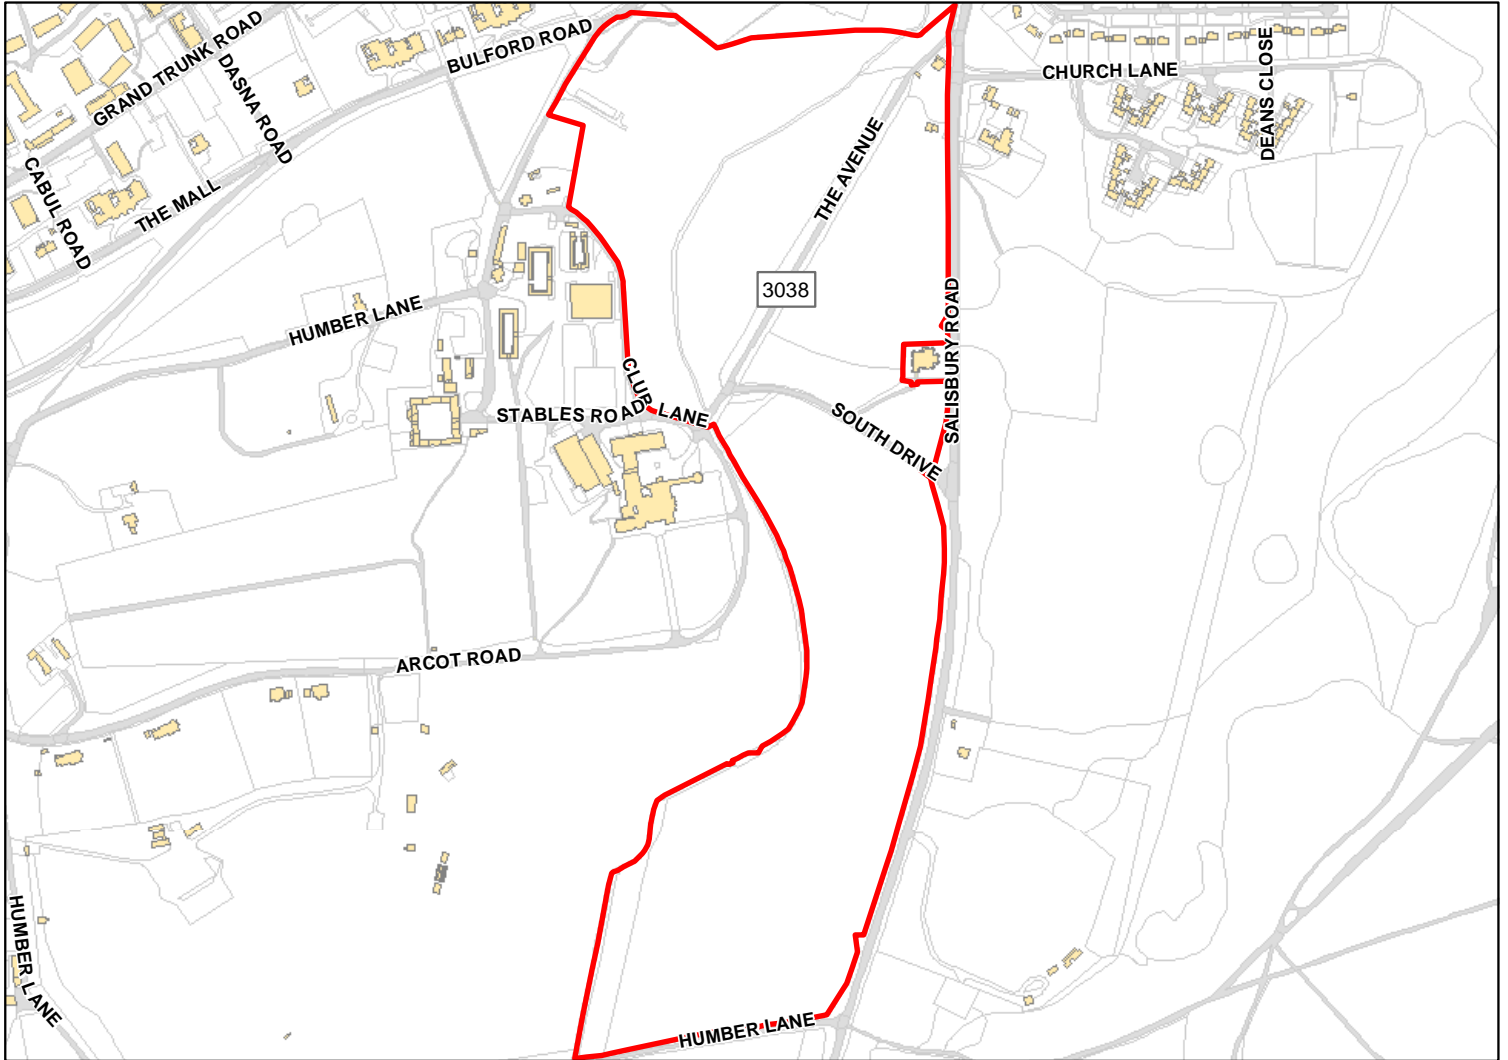 GRAND TRUNK ROAD
BULFORD ROAD
DASNA ROAD
CHURCH LANE
DEANS CLOSE
CABUL ROAD
THE MALL
THE AVENUE
3038
HUMBER LANE
SALISBURY ROAD
CLUB LANE
STABLES ROAD
SOUTH DRIVE
ARCOT ROAD
HUMBER LANE
HUMBER LANE